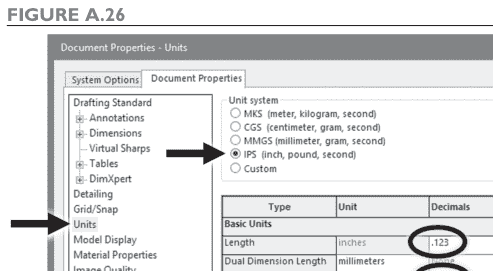 FIGURE A.26
Document Properties - Units
System Options
Document Properties
Drafting Standard
Annotations
Dimensions
Virtual Sharps
Tables
DimXpert
Detailing
Grid/Snap
Units
Model Display
Material Properties
Image Quality
Unit system
MKS (meter, kilogram, second)
CGS (centimeter, gram, second)
MMGS (millimeter, gram, second)
IPS (inch, pound, second)
Custom
Type Unit Decimals
Basic Units
Length inches .123
Dual Dimension Length millimeters